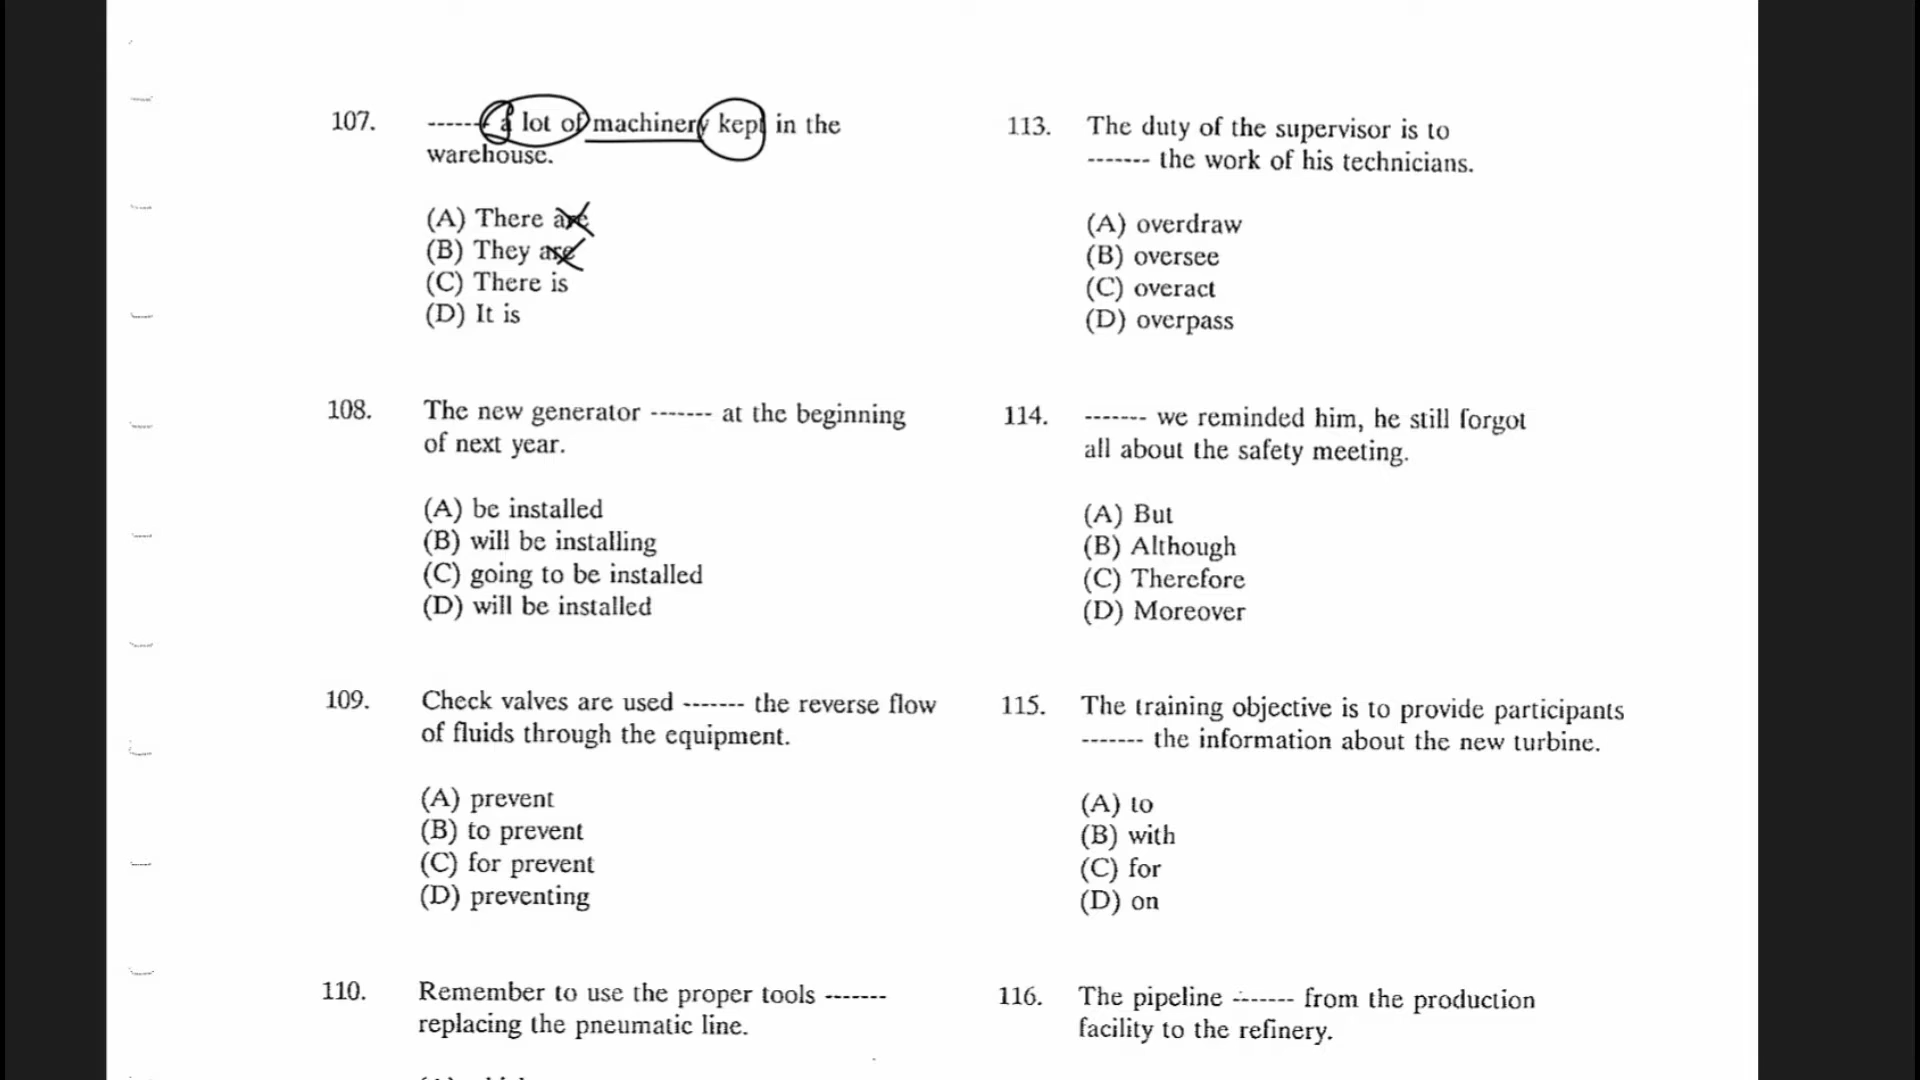 107. ------- a lot of machinery kept in the
warehouse.
(A) There are
(B) They are
(C) There is
(D) It is
108. The new generator ------- at the beginning
of next year.
(A) be installed
(B) will be installing
(C) going to be installed
(D) will be installed
109. Check valves are used ------- the reverse flow
of fluids through the equipment.
(A) prevent
(B) to prevent
(C) for prevent
(D) preventing
110. Remember to use the proper tools -------
replacing the pneumatic line.
113. The duty of the supervisor is to
------- the work of his technicians.
(A) overdraw
(B) oversee
(C) overact
(D) overpass
114. ------- we reminded him, he still forgot
all about the safety meeting.
(A) But
(B) Although
(C) Therefore
(D) Moreover
115. The training objective is to provide participants
------- the information about the new turbine.
(A) to
(B) with
(C) for
(D) on
116. The pipeline ------- from the production
facility to the refinery.